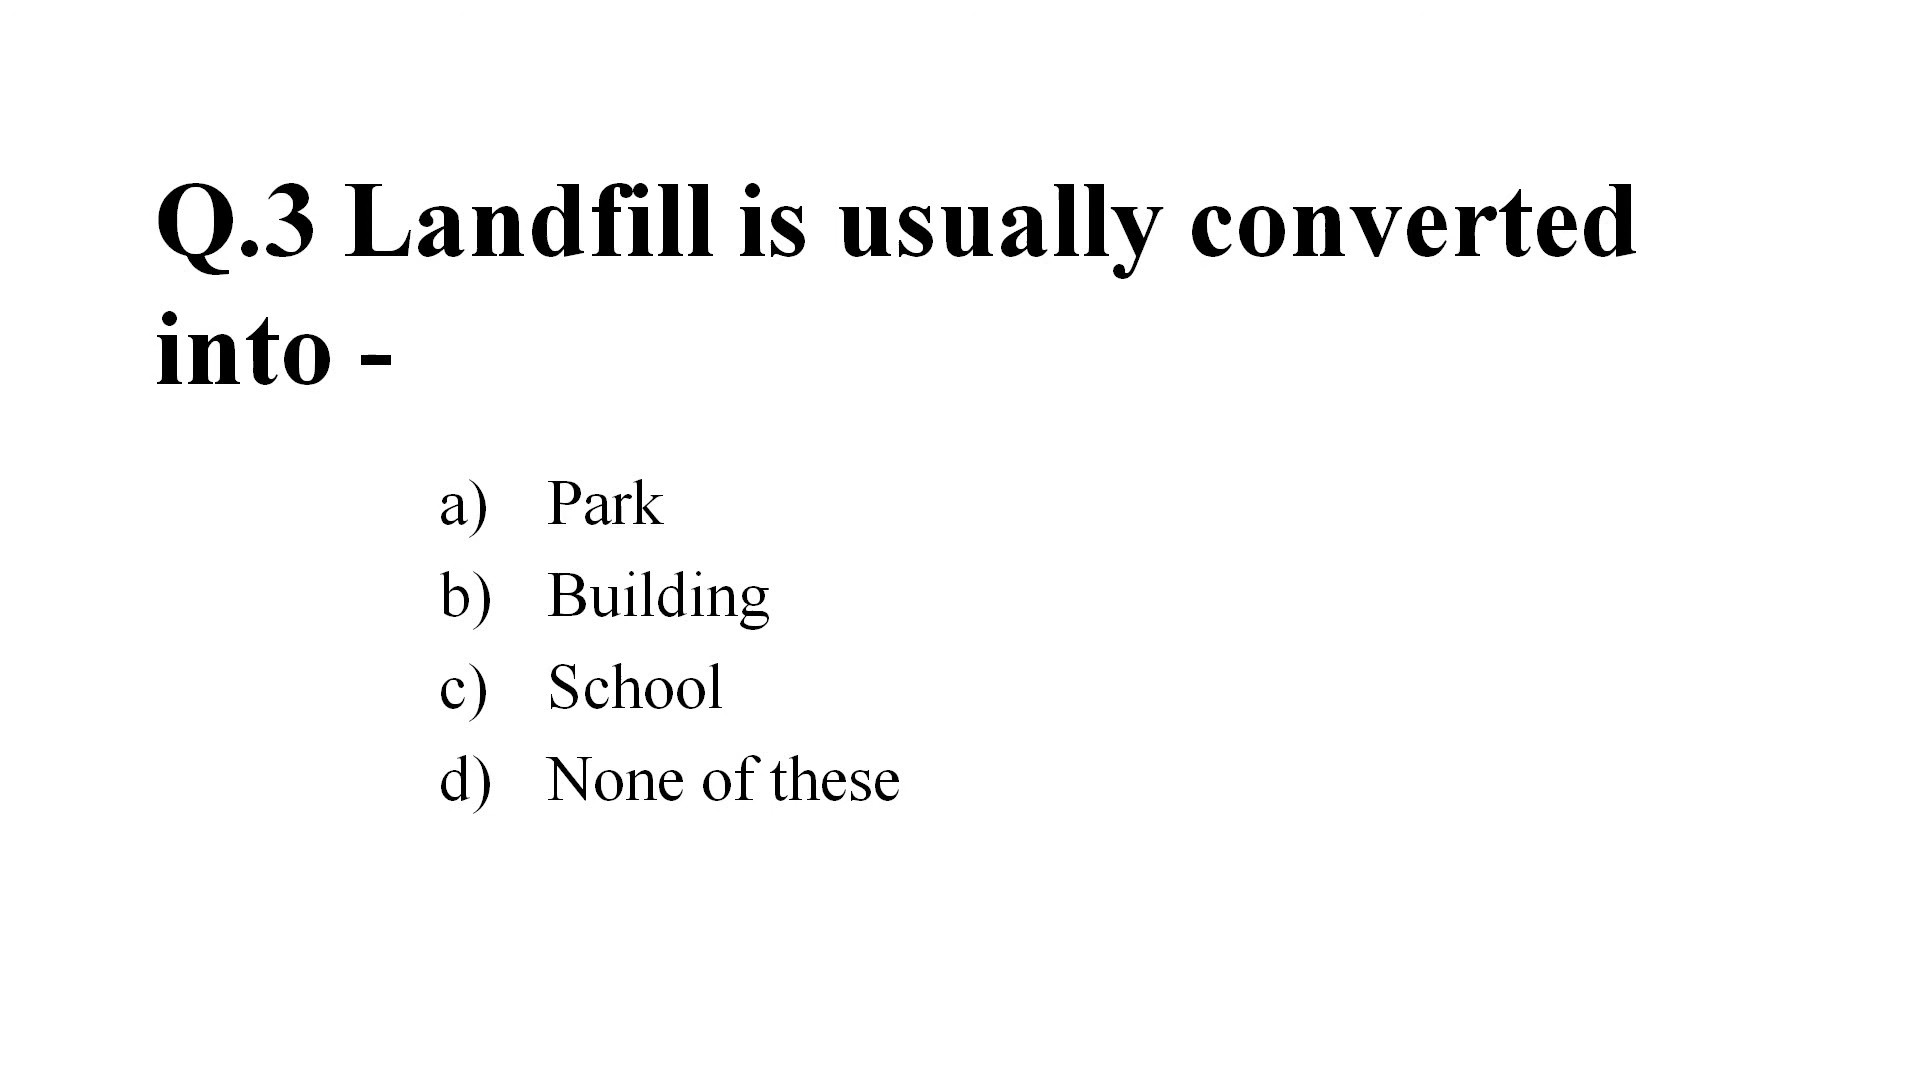 Q.3 Landfill is usually converted
into -
a) Park
b) Building
c) School
d) None of these